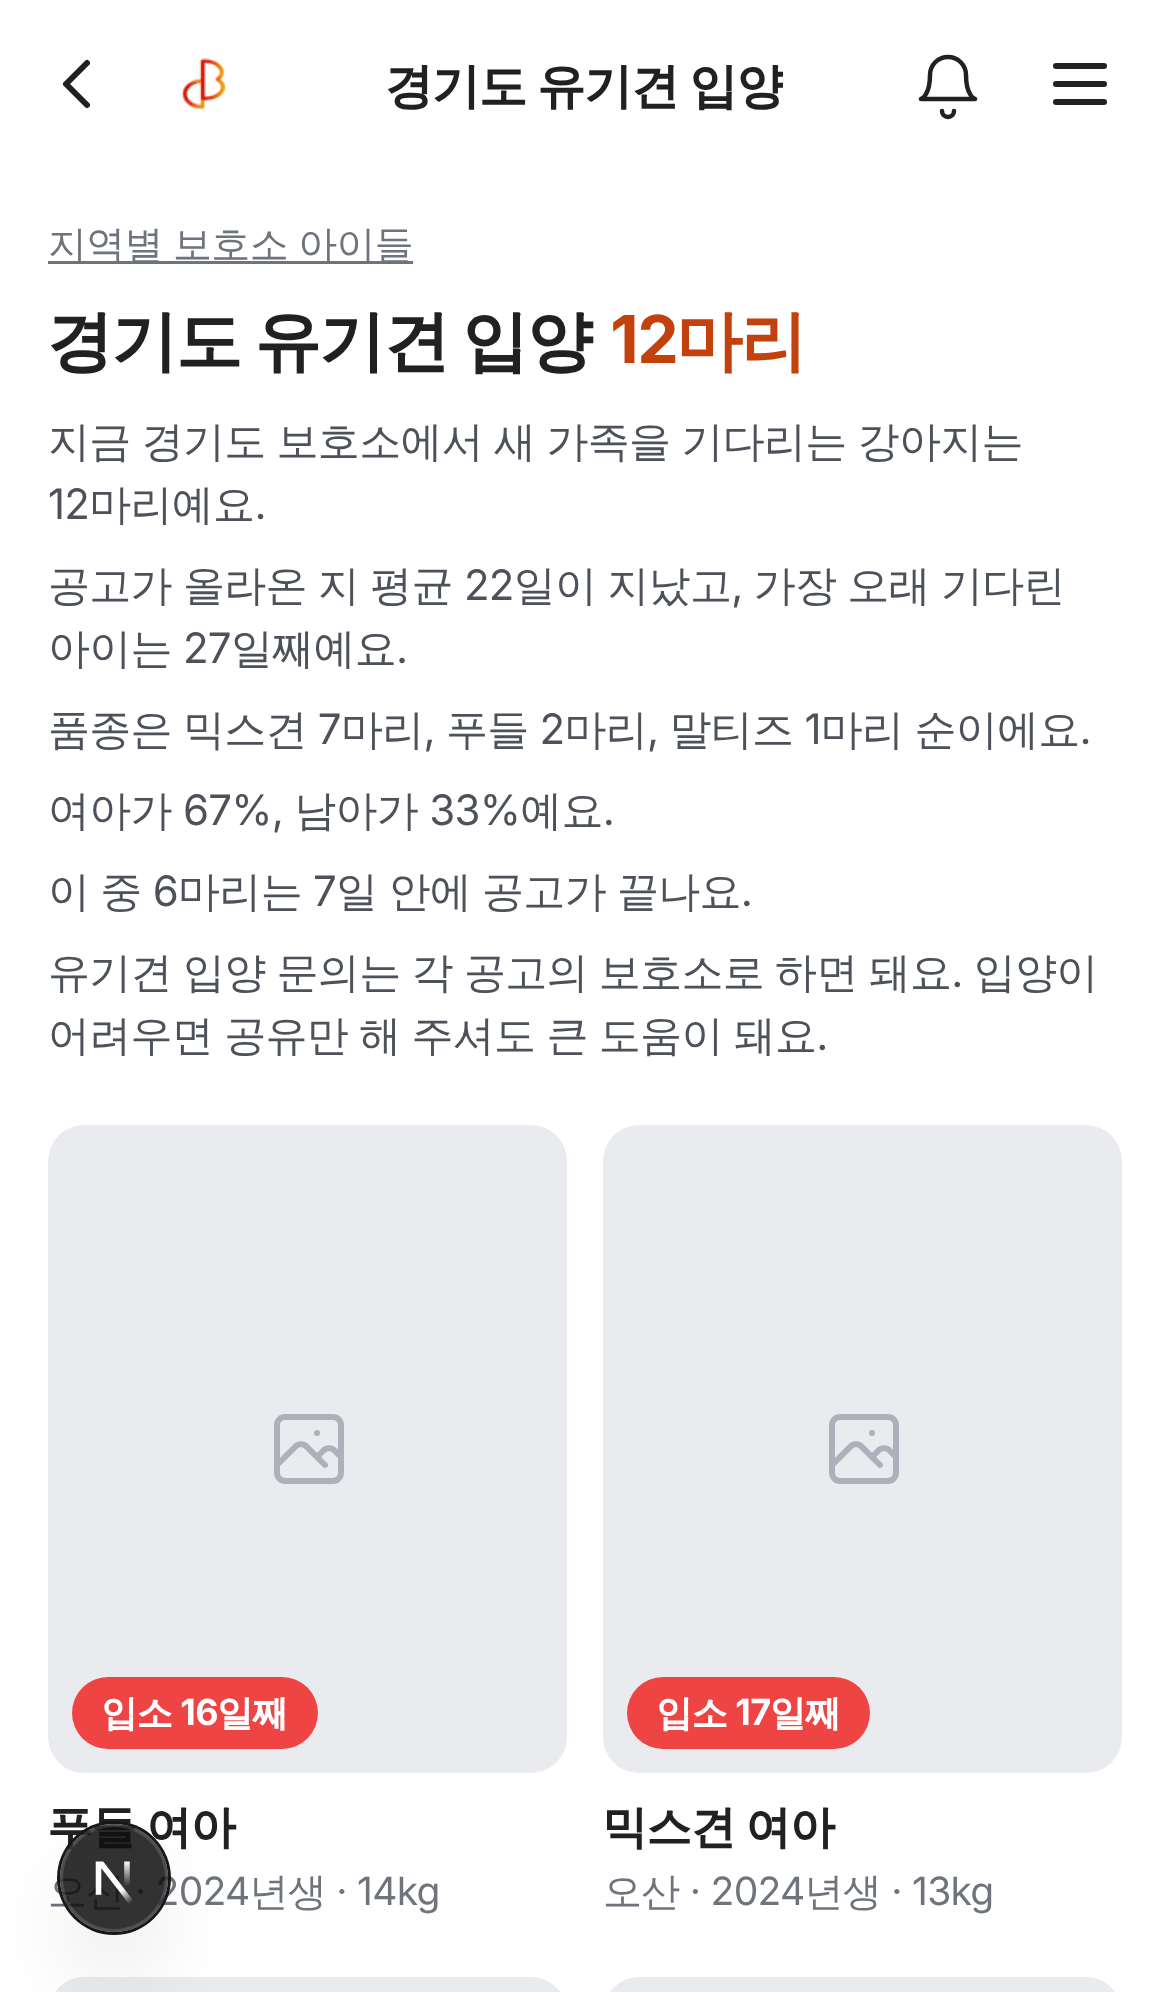 경기도 유기견 입양
지역별 보호소 아이들
경기도 유기견 입양 12마리
지금 경기도 보호소에서 새 가족을 기다리는 강아지는
12마리예요.
공고가 올라온 지 평균 22일이 지났고, 가장 오래 기다린
아이는 27일째예요.
품종은 믹스견 7마리, 푸들 2마리, 말티즈 1마리 순이에요.
여아가 67%, 남아가 33%예요.
이 중 6마리는 7일 안에 공고가 끝나요.
유기견 입양 문의는 각 공고의 보호소로 하면 돼요. 입양이
어려우면 공유만 해 주셔도 큰 도움이 돼요.
입소 16일째
입소 17일째
푸들 여아
믹스견 여아
오산 · 2024년생 · 14kg
오산 · 2024년생 · 13kg
N